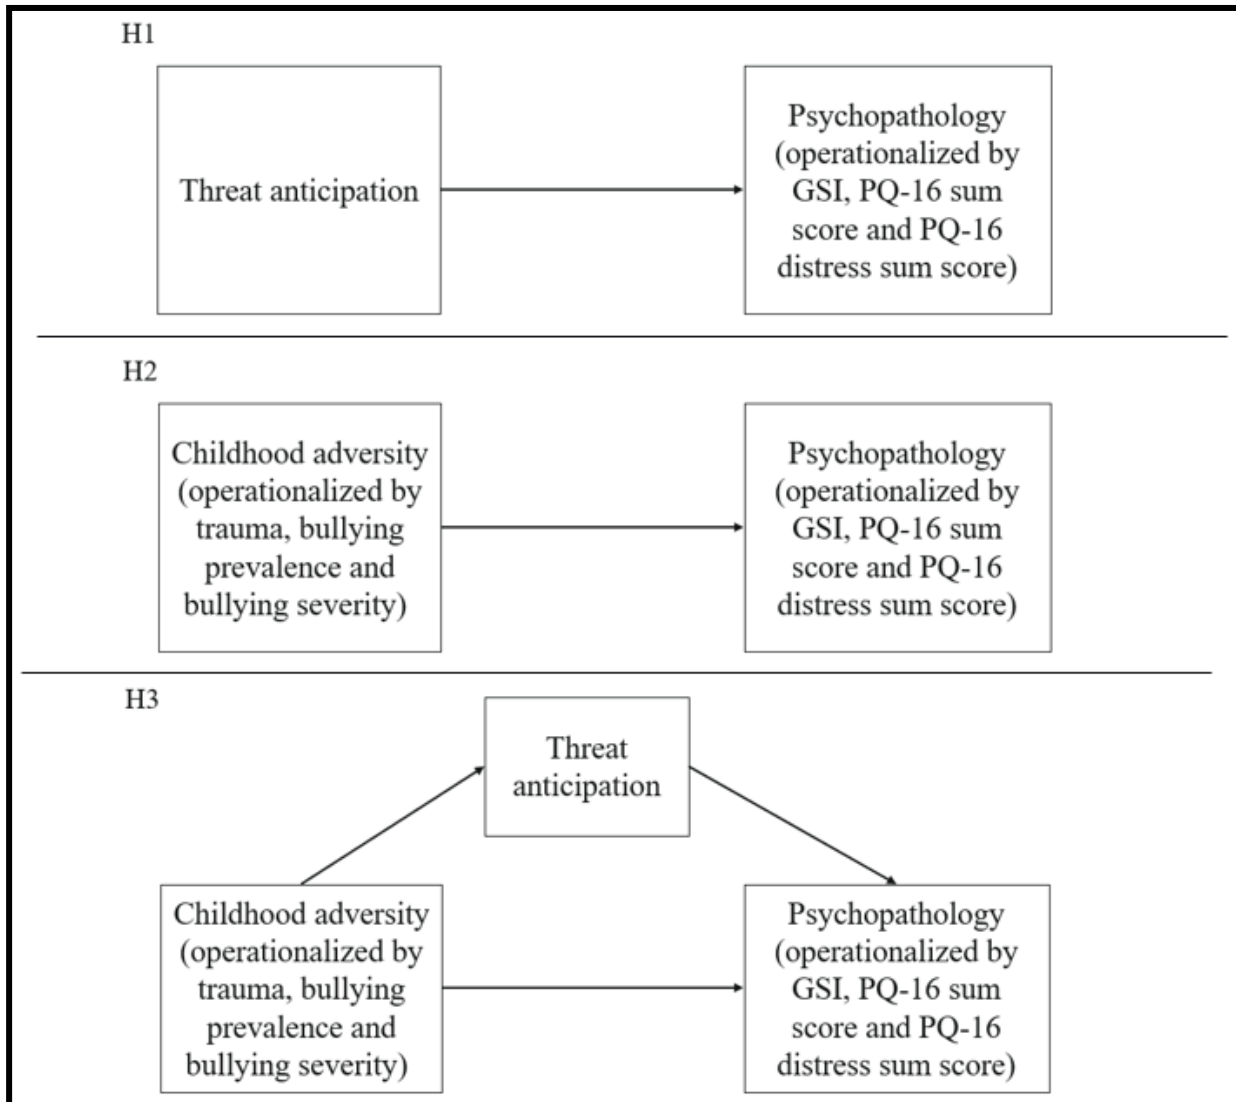 H1
Threat anticipation
Psychopathology
(operationalized by
GSI, PQ-16 sum
score and PQ-16
distress sum score)
H2
Childhood adversity
(operationalized by
trauma, bullying
prevalence and
bullying severity)
Psychopathology
(operationalized by
GSI, PQ-16 sum
score and PQ-16
distress sum score)
H3
Threat
anticipation
Childhood adversity
(operationalized by
trauma, bullying
prevalence and
bullying severity)
Psychopathology
(operationalized by
GSI, PQ-16 sum
score and PQ-16
distress sum score)